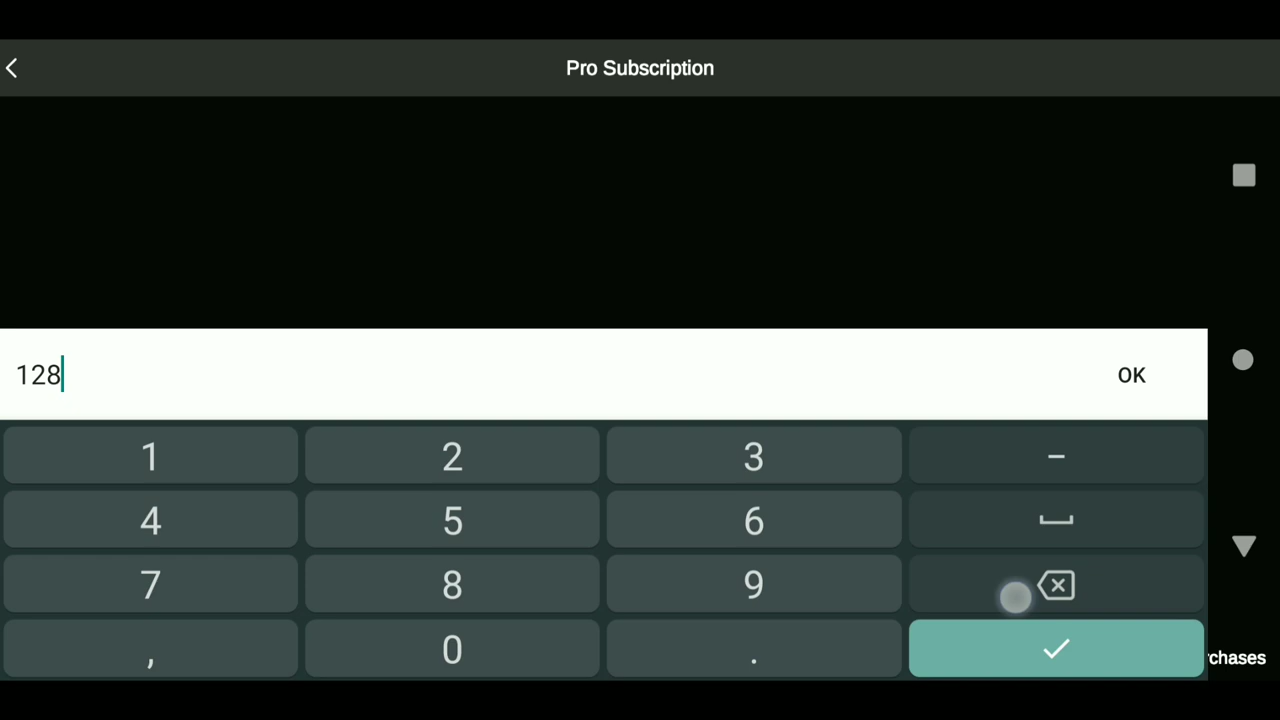 Pro Subscription
128
OK
1 2 3 −
4 5 6
7 8 9
, 0 .
rchases